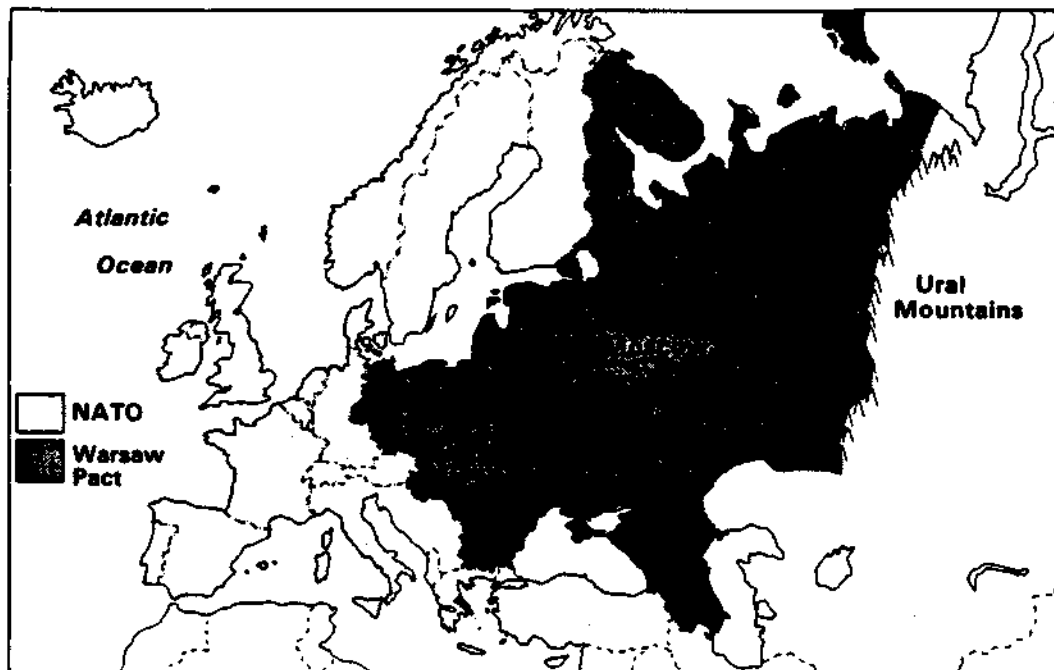 Atlantic
Ocean
Ural
Mountains
NATO
Warsaw
Pact